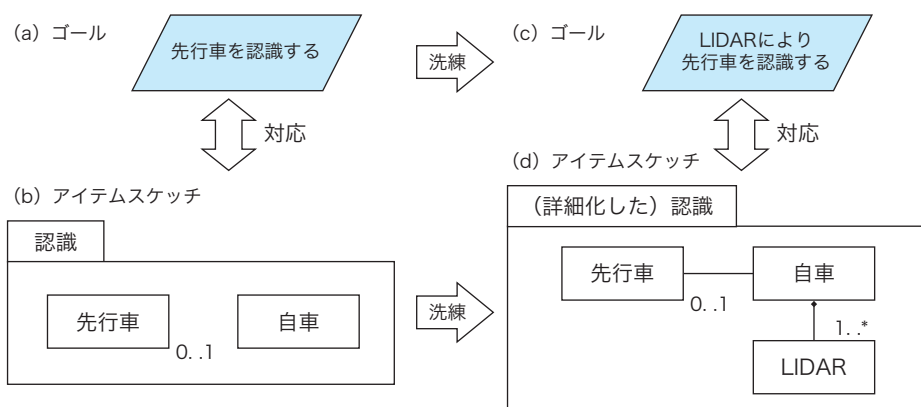 (a) ゴール
先行車を認識する
洗練
(c) ゴール
LIDARにより
先行車を認識する
対応
対応
(b) アイテムスケッチ
認識
先行車
0. .1
自車
洗練
(d) アイテムスケッチ
(詳細化した) 認識
先行車
0. .1
自車
1. .*
LIDAR